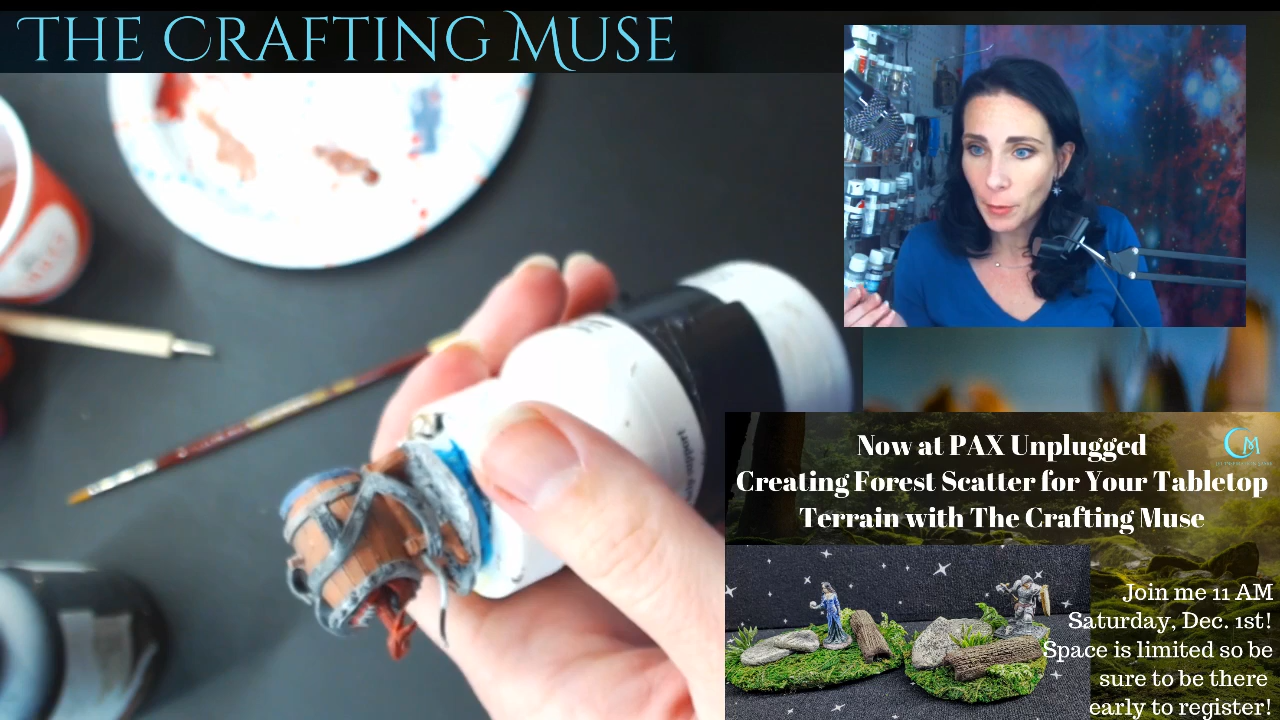 THE CRAFTING MUSE
Now at PAX Unplugged
Creating Forest Scatter for Your Tabletop
Terrain with The Crafting Muse
CM
Join me 11 AM
Saturday, Dec. 1st!
Space is limited so be
sure to be there
early to register!